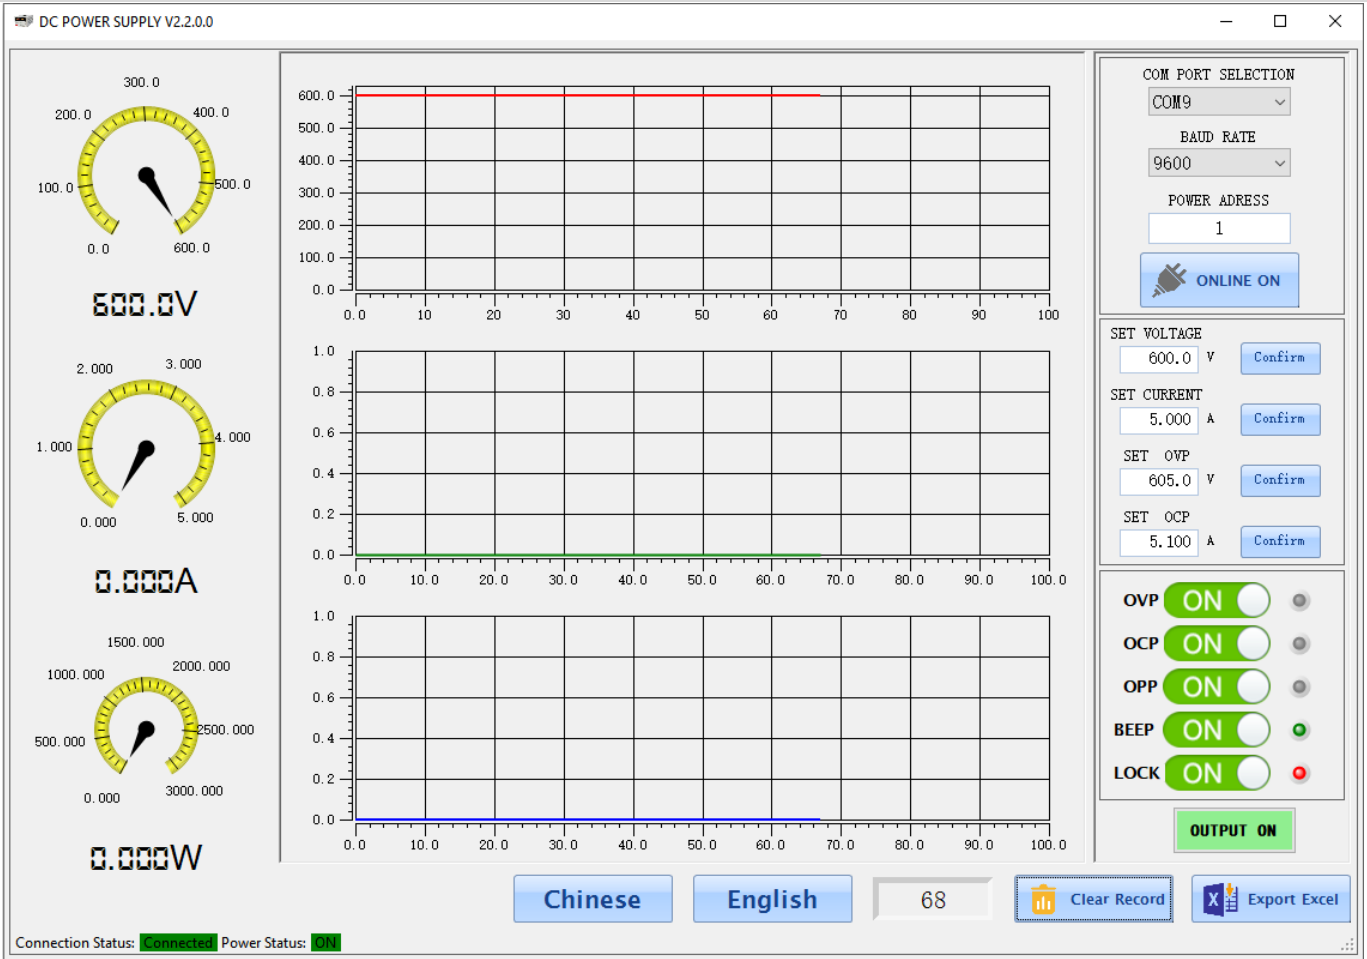 DC POWER SUPPLY V2.2.0.0
300.0
200.0
400.0
100.0
500.0
0.0
600.0
600.0V
2.000
3.000
1.000
4.000
0.000
5.000
0.000A
1500.000
1000.000
2000.000
500.000
2500.000
0.000
3000.000
0.000W
600.0
500.0
400.0
300.0
200.0
100.0
0.0
0.0 10 20 30 40 50 60 70 80 90 100
1.0
0.8
0.6
0.4
0.2
0.0
0.0 10.0 20.0 30.0 40.0 50.0 60.0 70.0 80.0 90.0 100.0
1.0
0.8
0.6
0.4
0.2
0.0
0.0 10.0 20.0 30.0 40.0 50.0 60.0 70.0 80.0 90.0 100.0
COM PORT SELECTION
COM9
BAUD RATE
9600
POWER ADRESS
1
ONLINE ON
SET VOLTAGE
600.0 V Confirm
SET CURRENT
5.000 A Confirm
SET OVP
605.0 V Confirm
SET OCP
5.100 A Confirm
OVP ON
OCP ON
OPP ON
BEEP ON
LOCK ON
OUTPUT ON
Chinese English 68 Clear Record Export Excel
Connection Status: Connected Power Status: ON